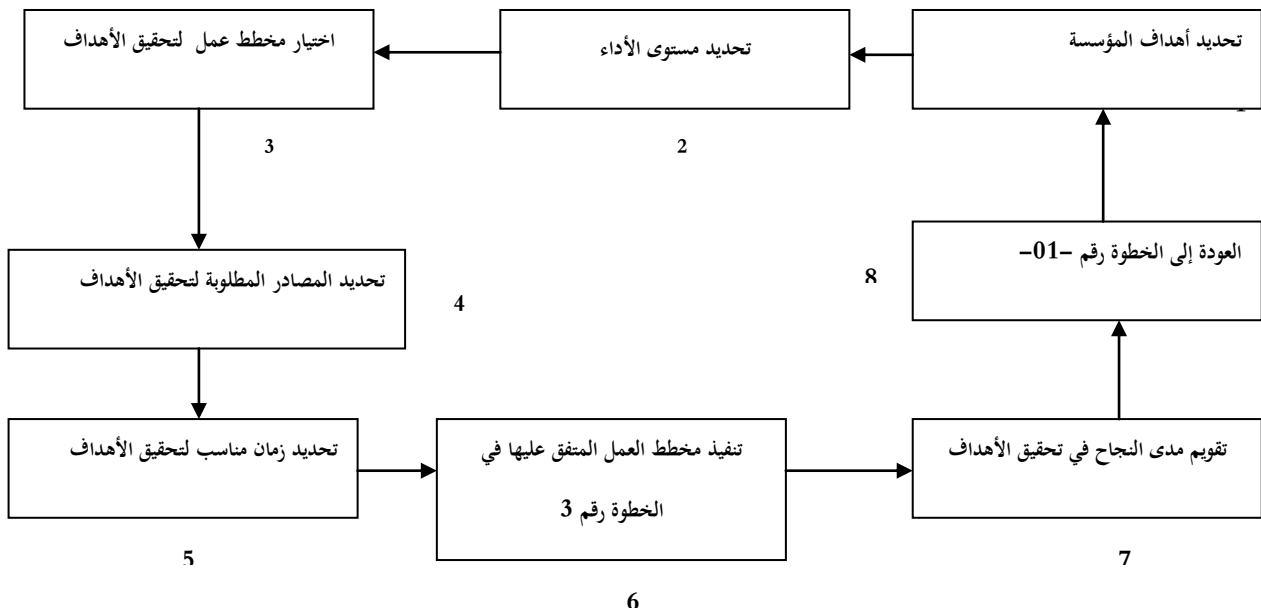 تحديد أهداف المؤسسة
تحديد مستوى الأداء
2
اختيار مخطط عمل لتحقيق الأهداف
3
تحديد المصادر المطلوبة لتحقيق الأهداف
4
تحديد زمان مناسب لتحقيق الأهداف
5
تنفيذ مخطط العمل المتفق عليها في
الخطوة رقم 3
6
تقويم مدى النجاح في تحقيق الأهداف
7
العودة إلى الخطوة رقم –01–
8